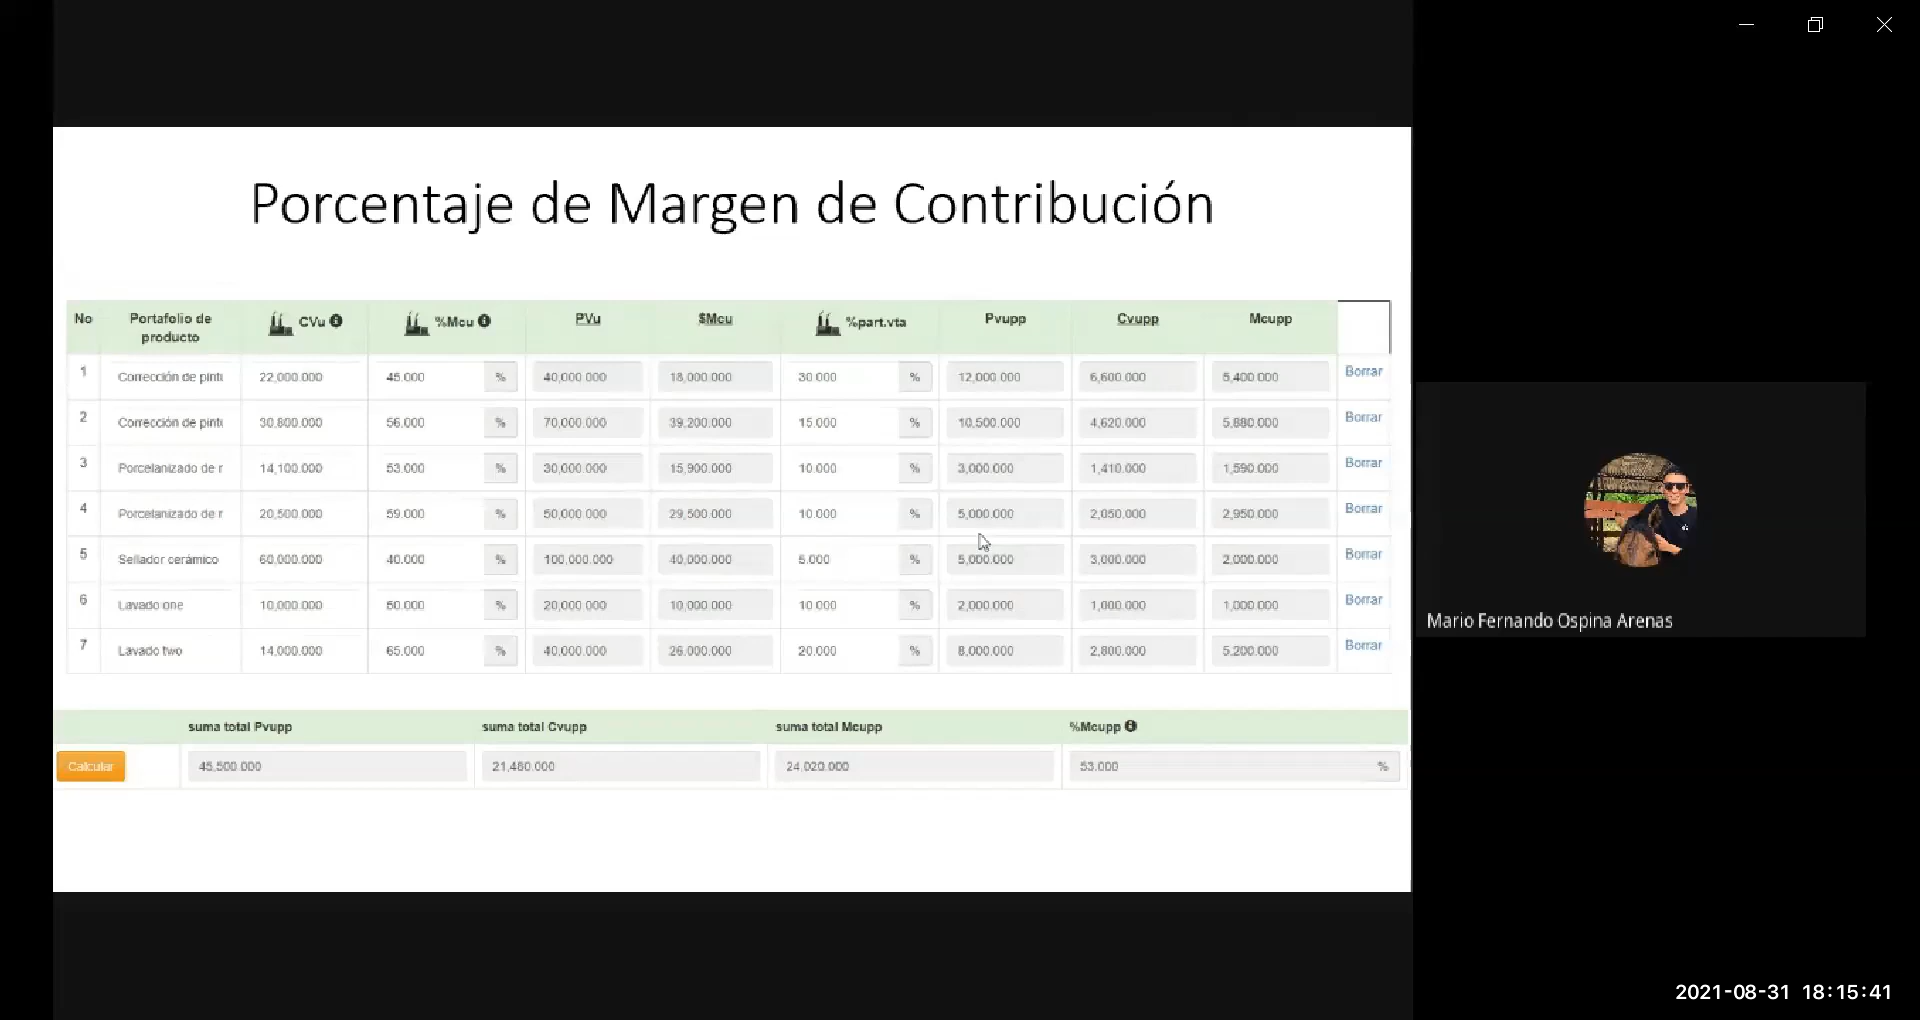 Porcentaje de Margen de Contribución
No Portafolio de producto CVu %Mcu PVu $Mcu %part.vta Pvupp Cvupp Mcupp
1 Corrección de pint 22,000.000 45.000 % 40,000.000 18,000.000 30.000 % 12,000.000 6,600.000 5,400.000 Borrar
2 Corrección de pint 30,800.000 56.000 % 70,000.000 39,200.000 15.000 % 10,500.000 4,620.000 5,880.000 Borrar
3 Porcelanizado de r 14,100.000 53.000 % 30,000.000 15,900.000 10.000 % 3,000.000 1,410.000 1,590.000 Borrar
4 Porcelanizado de r 20,500.000 59.000 % 50,000.000 29,500.000 10.000 % 5,000.000 2,050.000 2,950.000 Borrar
5 Sellador cerámico 60,000.000 40.000 % 100,000.000 40,000.000 5.000 % 5,000.000 3,000.000 2,000.000 Borrar
6 Lavado one 10,000.000 50.000 % 20,000.000 10,000.000 10.000 % 2,000.000 1,000.000 1,000.000 Borrar
7 Lavado two 14,000.000 65.000 % 40,000.000 26,000.000 20.000 % 8,000.000 2,800.000 5,200.000 Borrar
suma total Pvupp suma total Cvupp suma total Mcupp %Mcupp
Calcular 45,500.000 21,480.000 24,020.000 53.000 %
Mario Fernando Ospina Arenas
2021-08-31 18:15:41